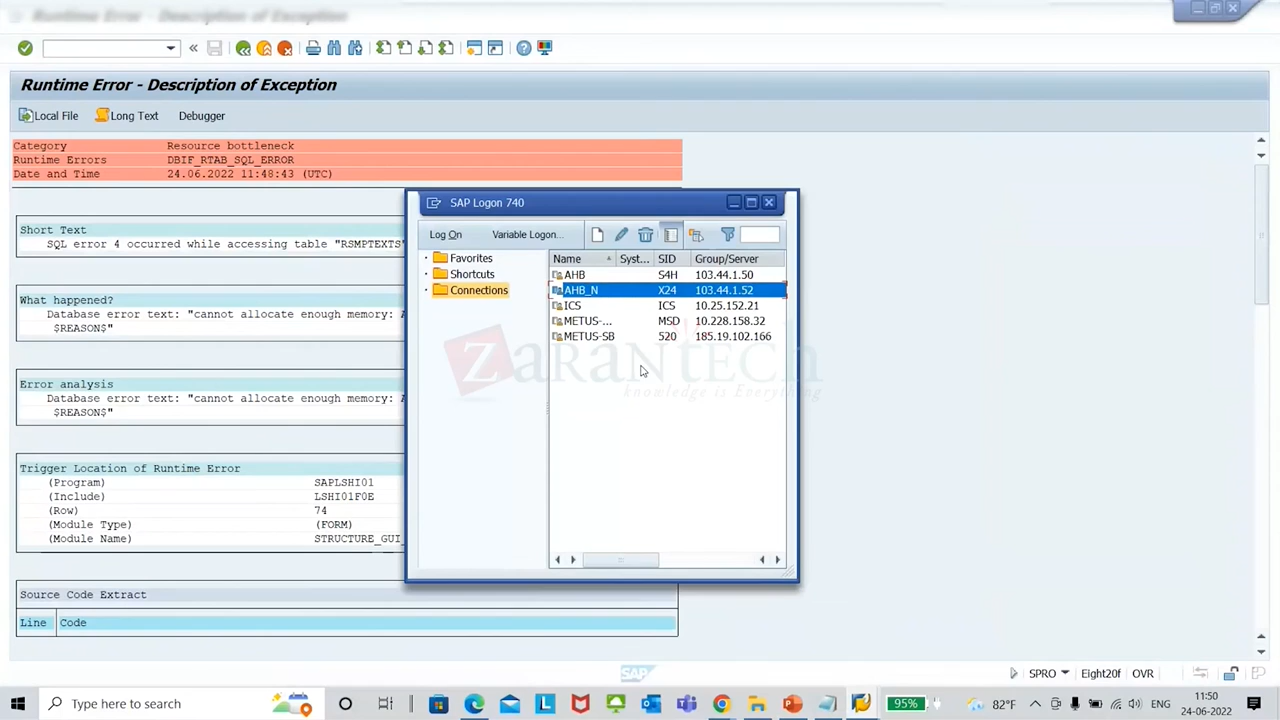 Runtime Error - Description of Exception
Runtime Error - Description of Exception
Local File Long Text Debugger
Category Resource bottleneck
Runtime Errors DBIF_RTAB_SQL_ERROR
Date and Time 24.06.2022 11:48:43 (UTC)
Short Text
SQL error 4 occurred while accessing table "RSMPTEXTS"
What happened?
Database error text: "cannot allocate enough memory:
$REASON$"
Error analysis
Database error text: "cannot allocate enough memory:
$REASON$"
Trigger Location of Runtime Error
(Program) SAPLSHI01
(Include) LSHI01F0E
(Row) 74
(Module Type) (FORM)
(Module Name) STRUCTURE_GUI_
Source Code Extract
Line Code
SAP Logon 740
Log On Variable Logon...
Favorites
Shortcuts
Connections
Name Syst... SID Group/Server
AHB S4H 103.44.1.50
AHB_N X24 103.44.1.52
ICS ICS 10.25.152.21
METUS-... MSD 10.228.158.32
METUS-SB 520 185.19.102.166
zarantech
knowledge is Everything
SAP
SPRO Eight20f OVR
Type here to search
95%
82°F
11:50
24-06-2022